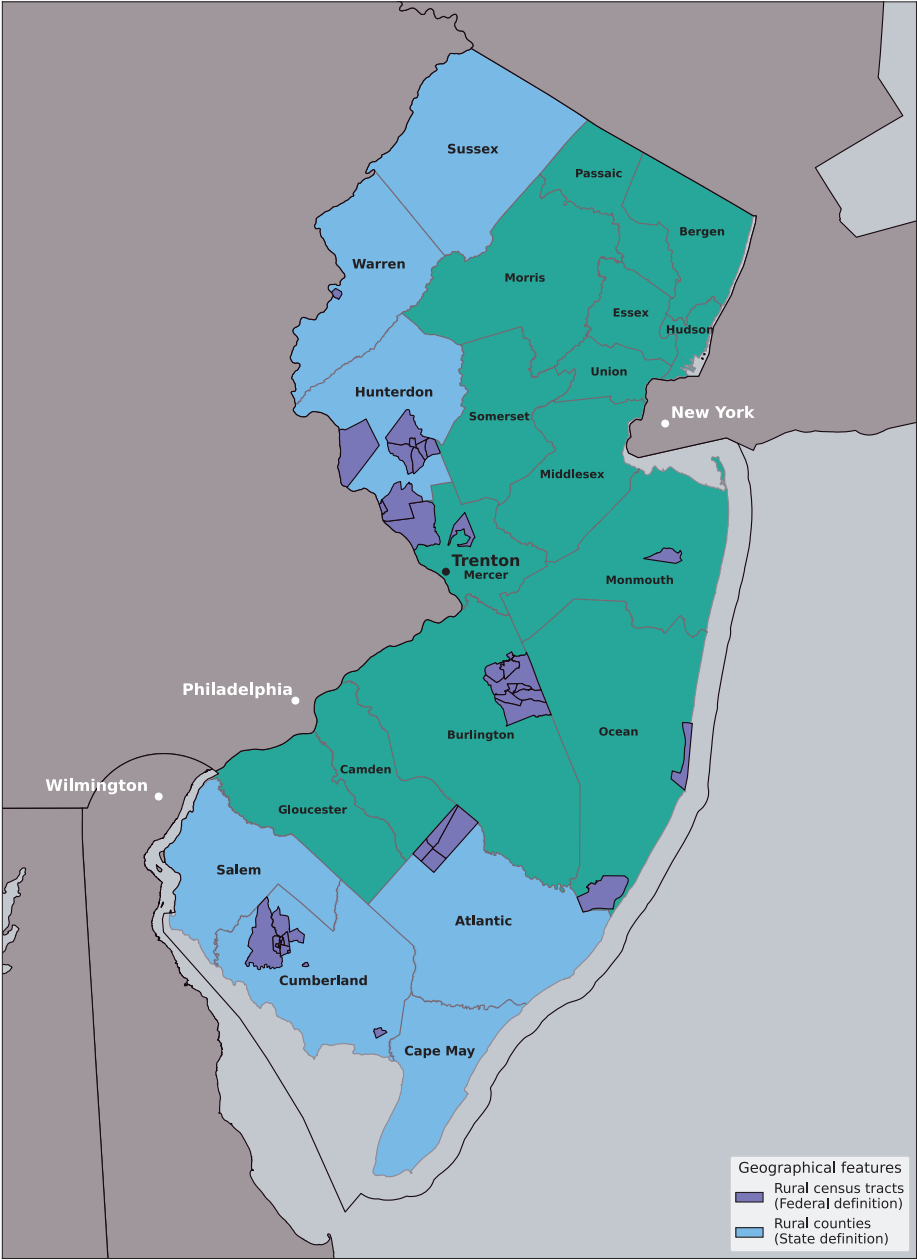 Sussex
Passaic
Bergen
Warren
Morris
Essex
Hudson
Union
Hunterdon
New York
Somerset
Middlesex
Trenton
Mercer
Monmouth
Philadelphia
Ocean
Burlington
Camden
Wilmington
Gloucester
Salem
Atlantic
Cumberland
Cape May
Geographical features
Rural census tracts
(Federal definition)
Rural counties
(State definition)